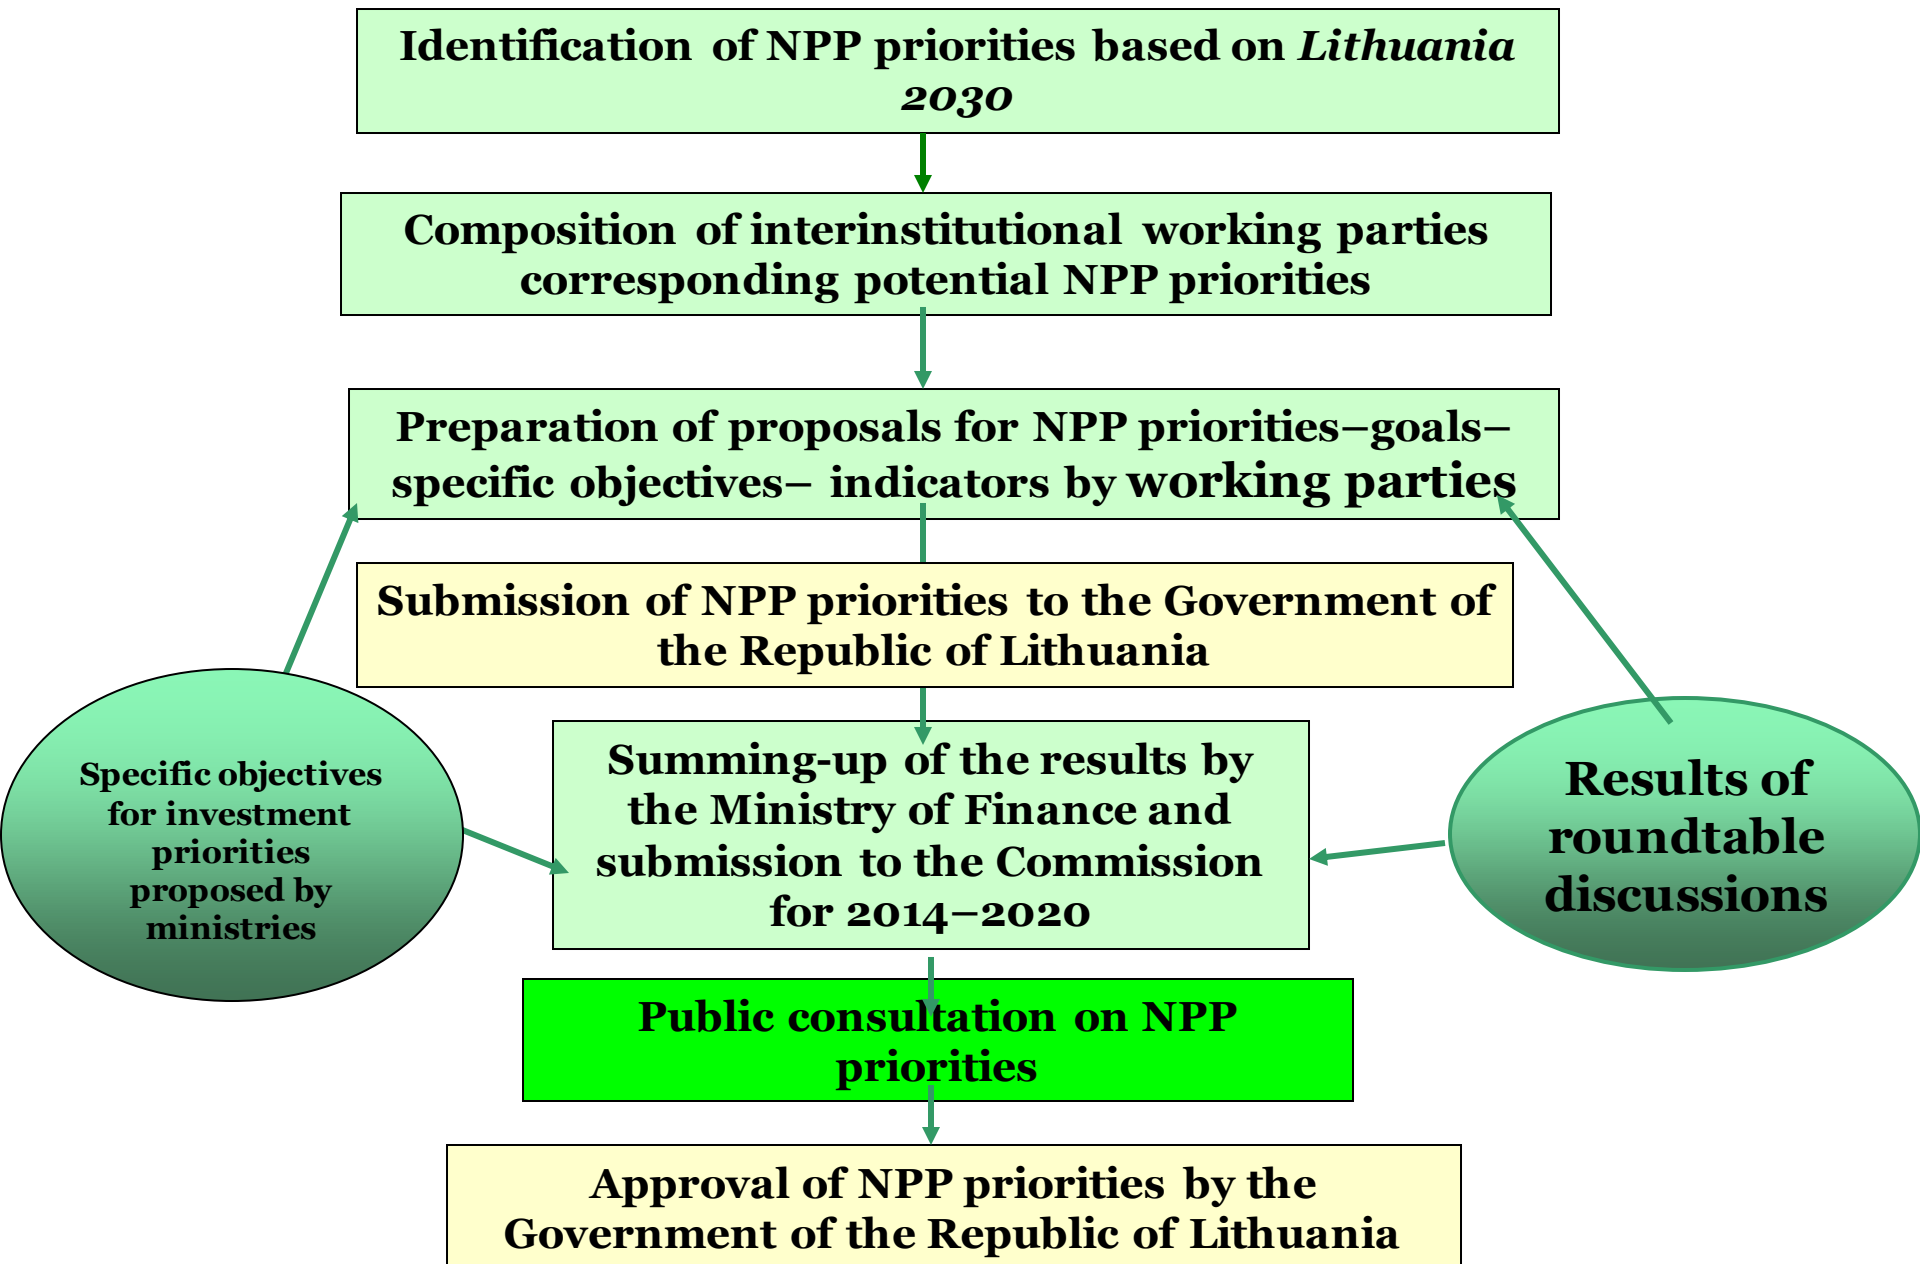 Identification of NPP priorities based on Lithuania
2030
Composition of interinstitutional working parties
corresponding potential NPP priorities
Preparation of proposals for NPP priorities–goals–
specific objectives– indicators by working parties
Submission of NPP priorities to the Government of
the Republic of Lithuania
Specific objectives
for investment
priorities
proposed by
ministries
Summing-up of the results by
the Ministry of Finance and
submission to the Commission
for 2014–2020
Results of
roundtable
discussions
Public consultation on NPP
priorities
Approval of NPP priorities by the
Government of the Republic of Lithuania